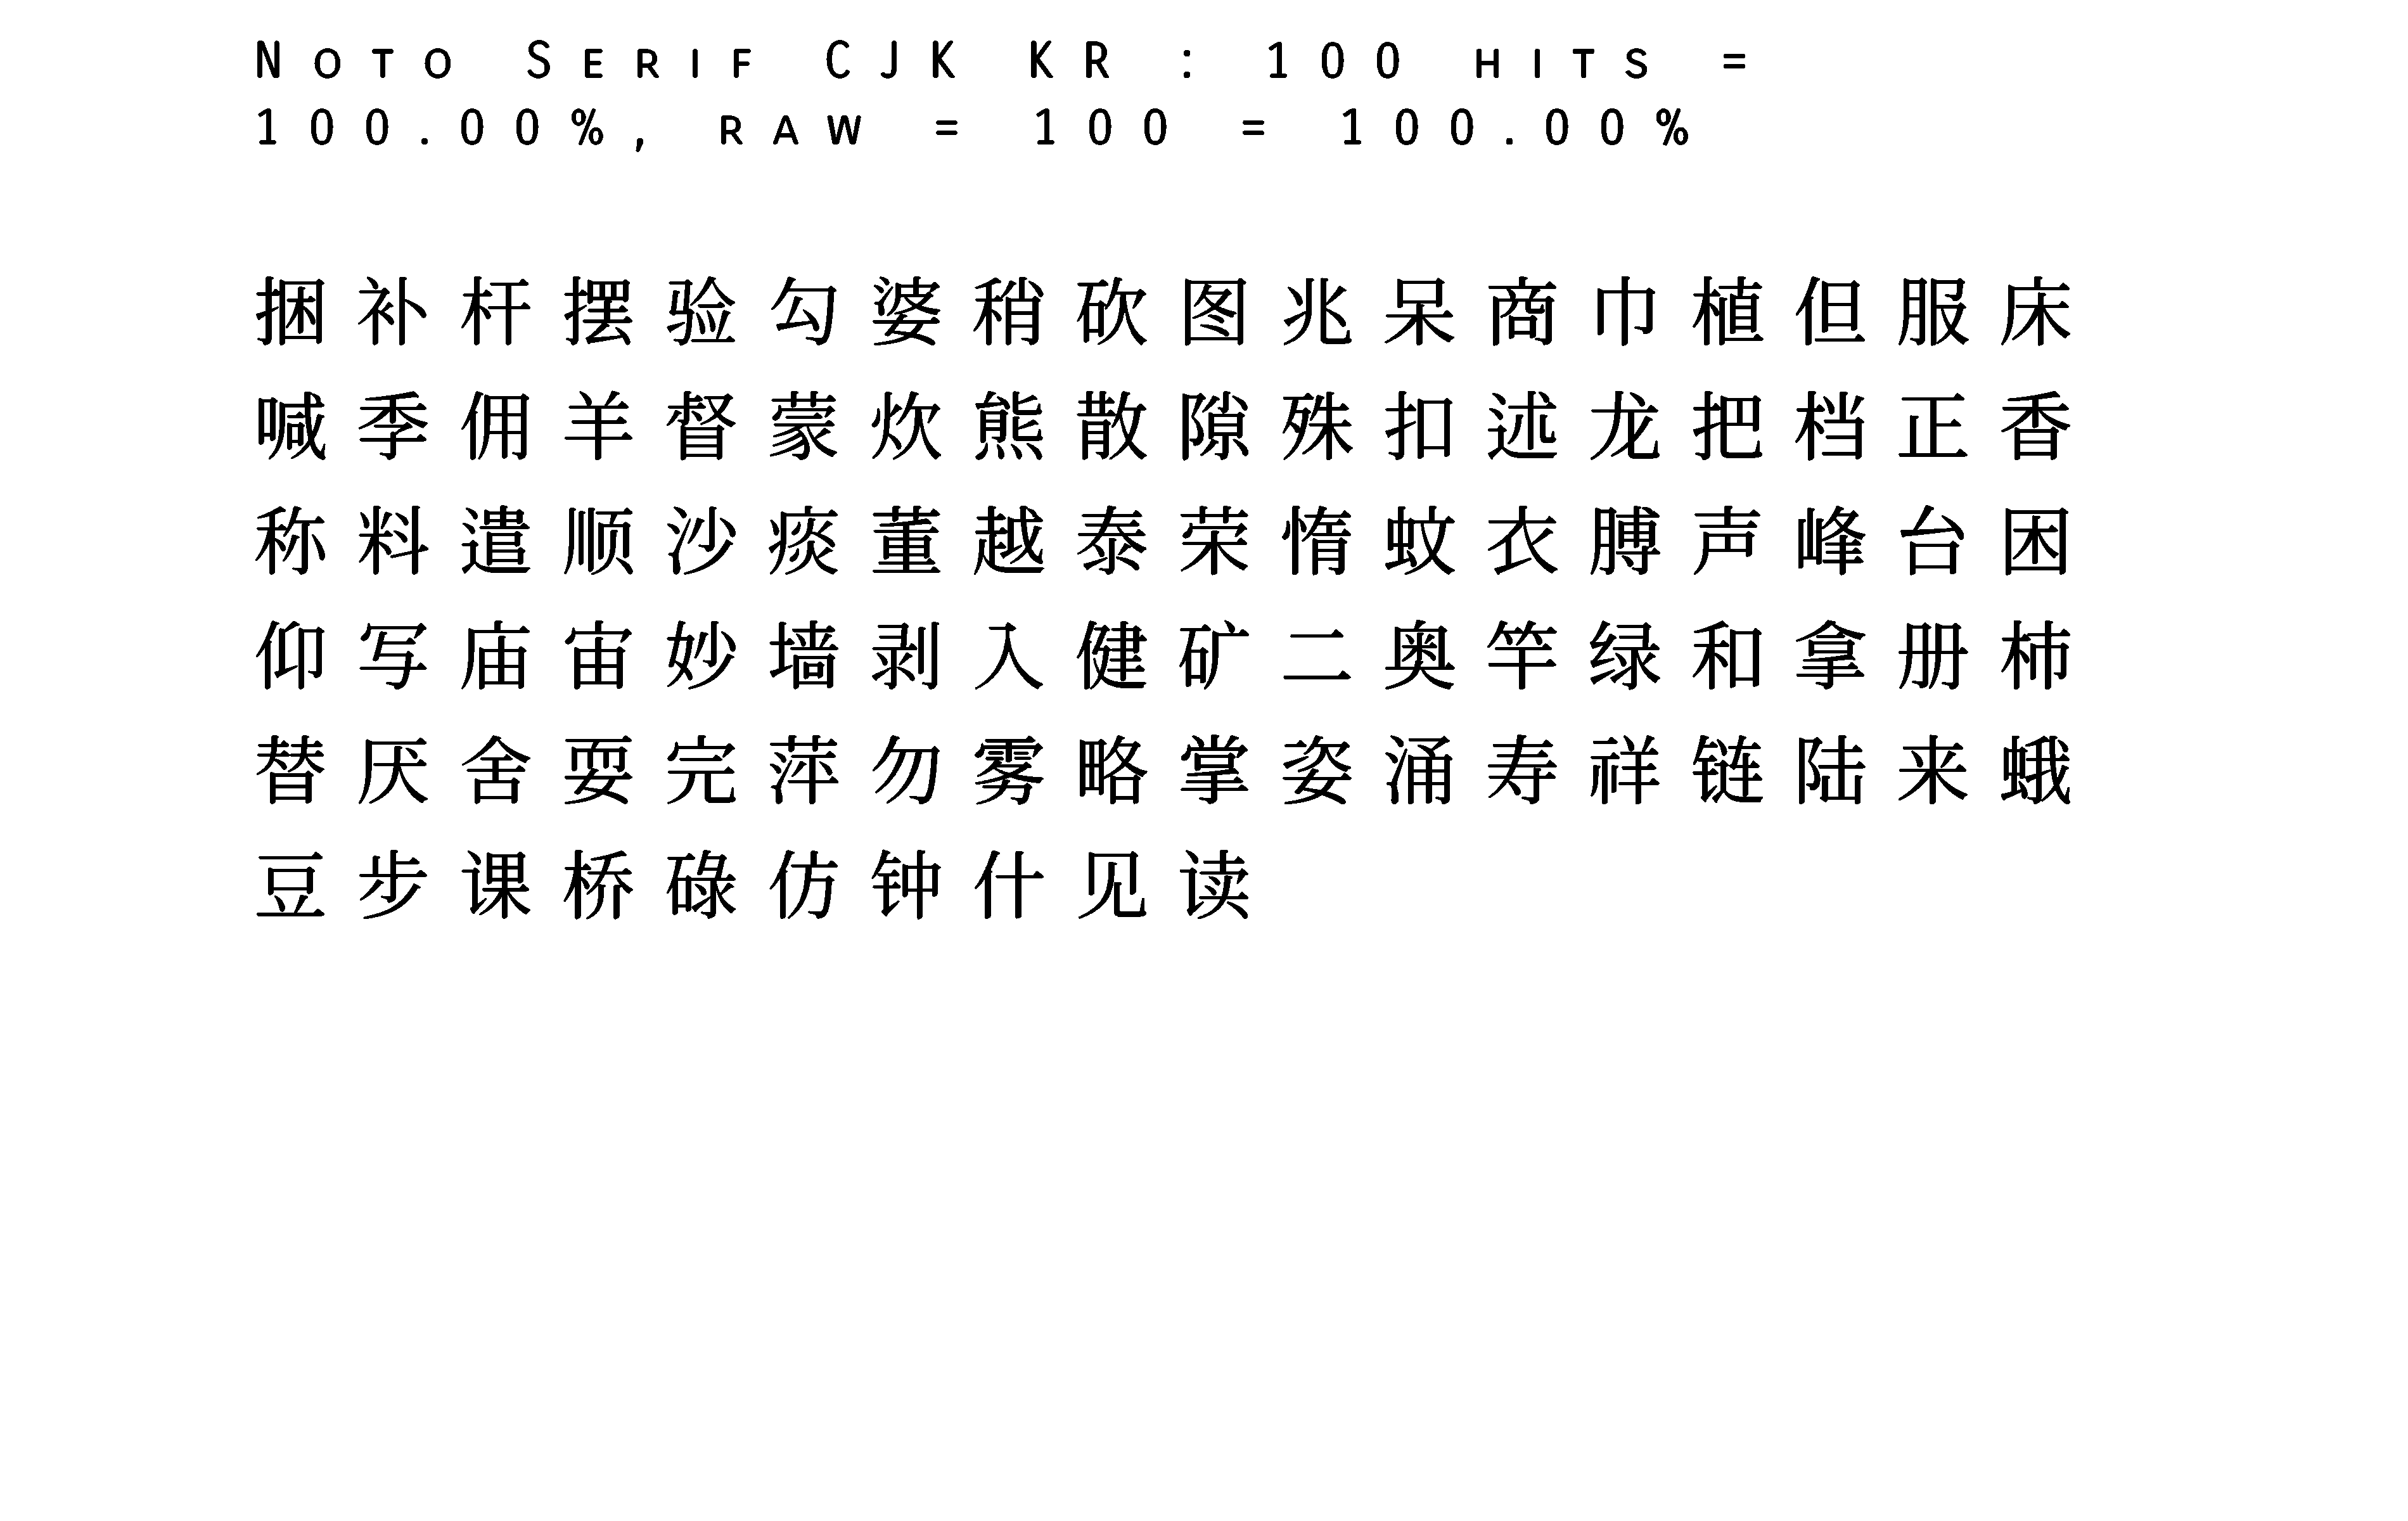 Noto Serif CJK KR : 100 hits =
100.00%, raw = 100 = 100.00%
捆补杆摆验勾婆稍砍图兆呆商巾植但服床
喊季佣羊督蒙炊熊散隙殊扣述龙把档正香
称料遣顺沙痰董越泰荣惰蚊衣膊声峰台困
仰写庙宙妙墙剥入健矿二奥竿绿和拿册柿
替厌舍耍完萍勿雾略掌姿涌寿祥链陆来蛾
豆步课桥碌仿钟什见读